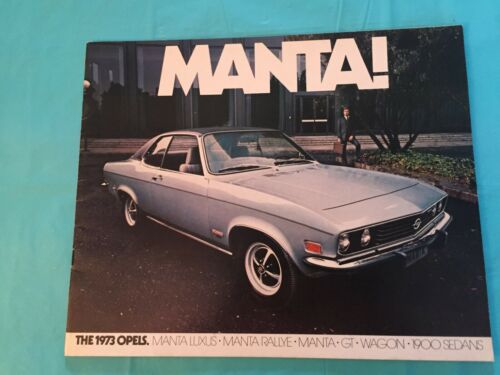 MANTA!
THE 1973 OPELS. MANTA LUXUS · MANTA RALLYE · MANTA · GT · WAGON · 1900 SEDANS